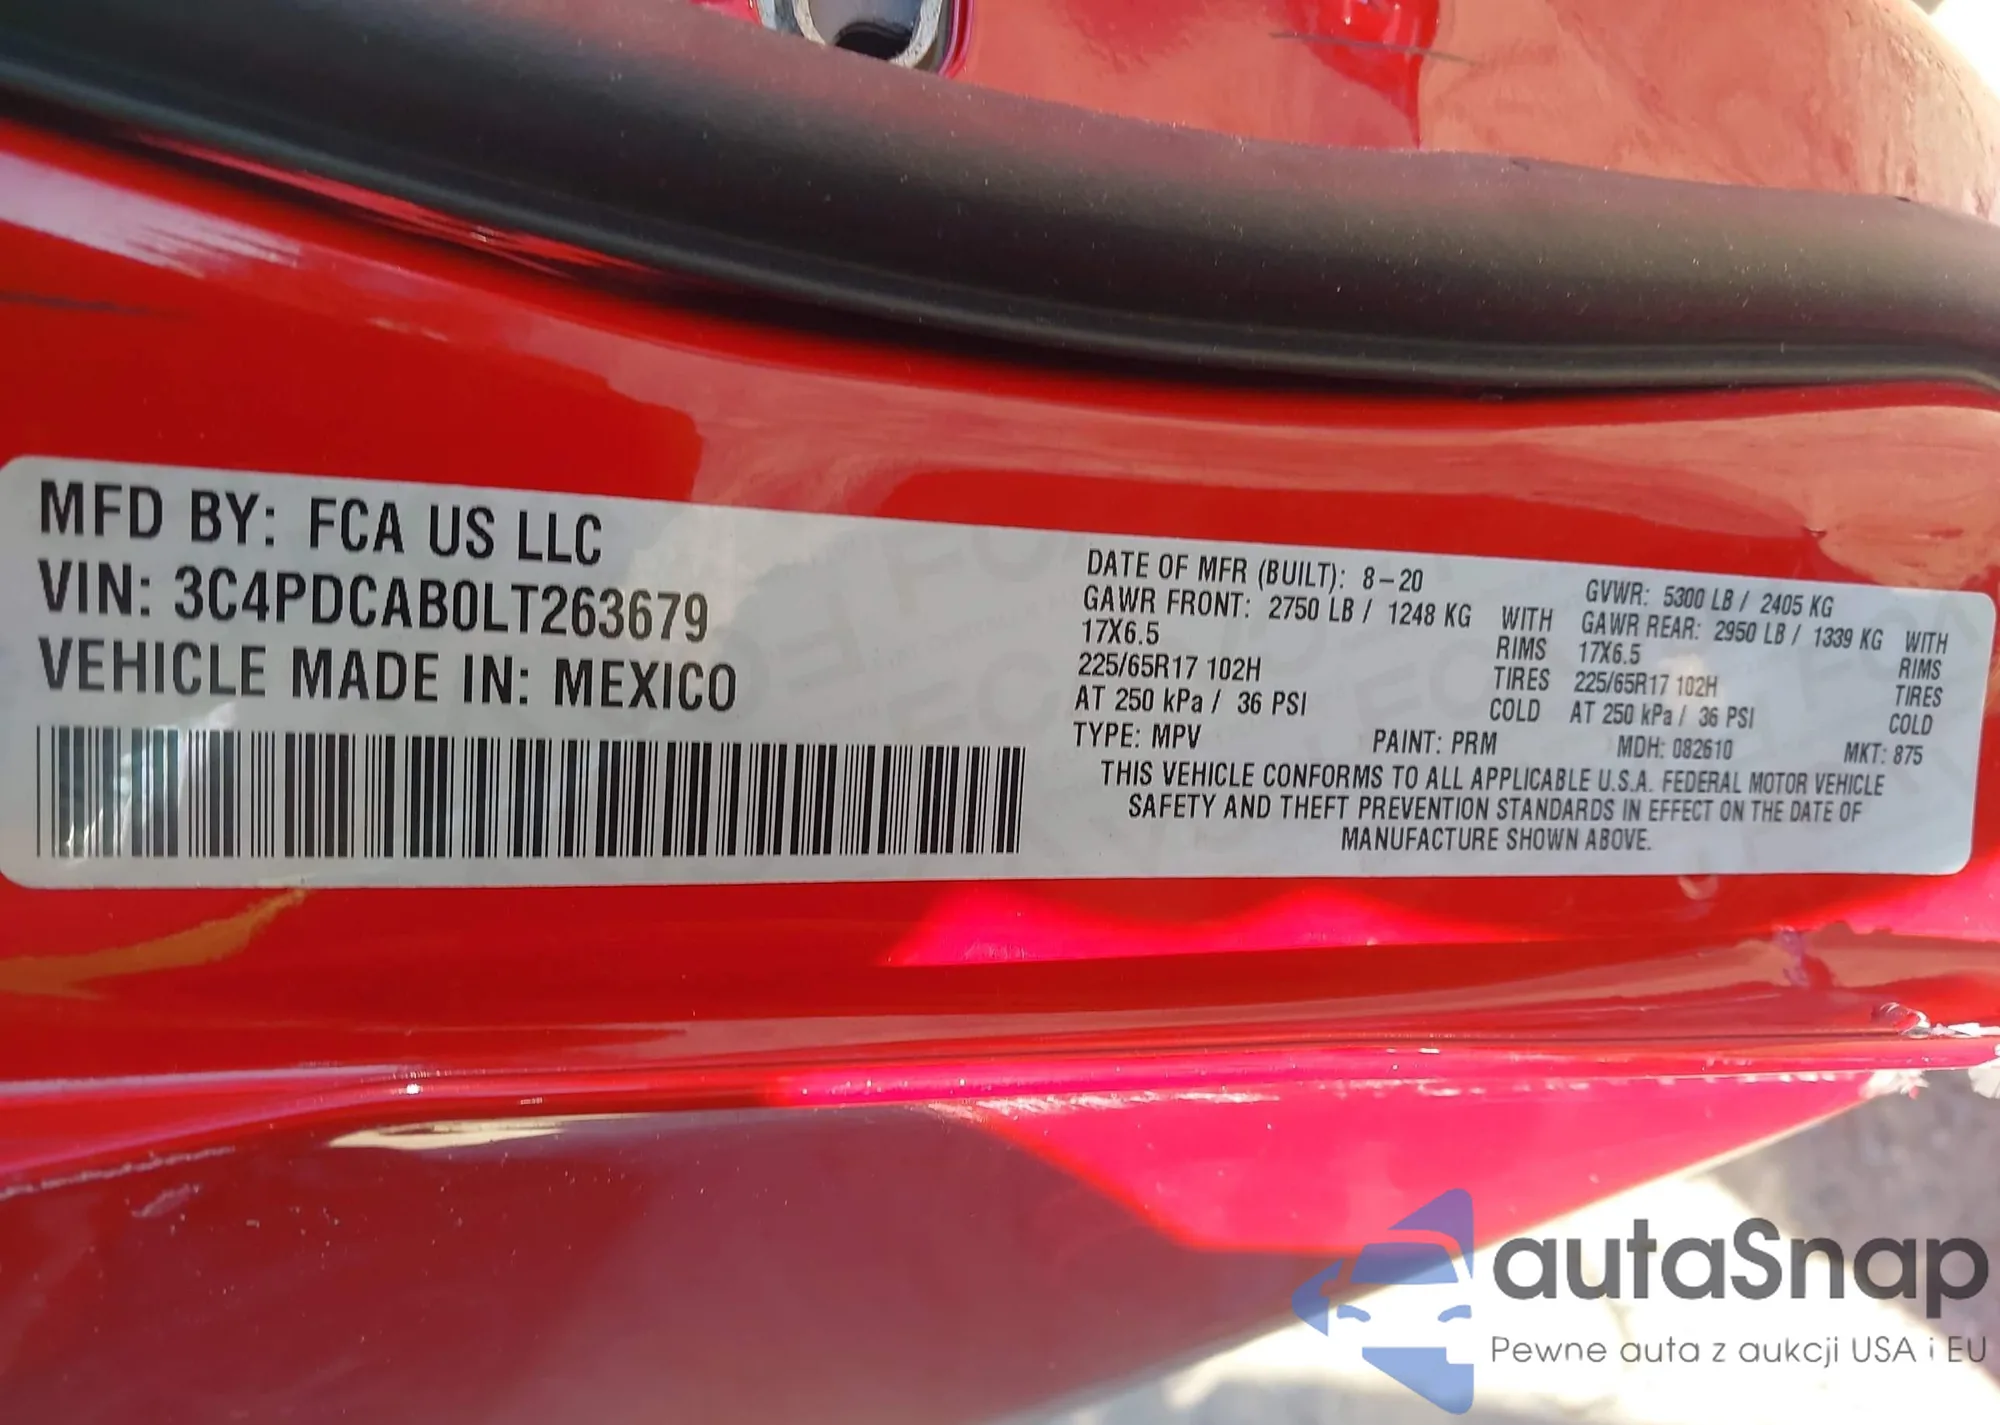 MFD BY: FCA US LLC
VIN: 3C4PDCAB0LT263679
VEHICLE MADE IN: MEXICO
DATE OF MFR (BUILT): 8-20
GAWR FRONT: 2750 LB / 1248 KG WITH
17X6.5 RIMS
225/65R17 102H TIRES
AT 250 kPa / 36 PSI COLD
GVWR: 5300 LB / 2405 KG
GAWR REAR: 2950 LB / 1339 KG WITH
17X6.5 RIMS
225/65R17 102H TIRES
AT 250 kPa / 36 PSI COLD
TYPE: MPV PAINT: PRM MDH: 082610 MKT: 875
THIS VEHICLE CONFORMS TO ALL APPLICABLE U.S.A. FEDERAL MOTOR VEHICLE
SAFETY AND THEFT PREVENTION STANDARDS IN EFFECT ON THE DATE OF
MANUFACTURE SHOWN ABOVE.
autaSnap
Pewne auta z aukcji USA i EU